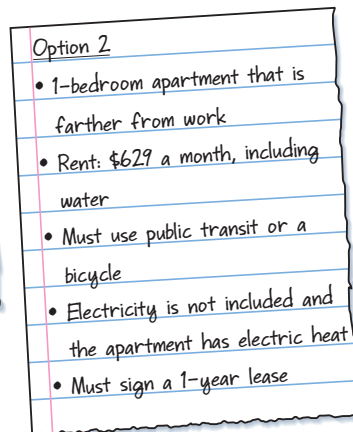 Option 2
• 1-bedroom apartment that is
farther from work
• Rent: $629 a month, including
water
• Must use public transit or a
bicycle
• Electricity is not included and
the apartment has electric heat
• Must sign a 1-year lease